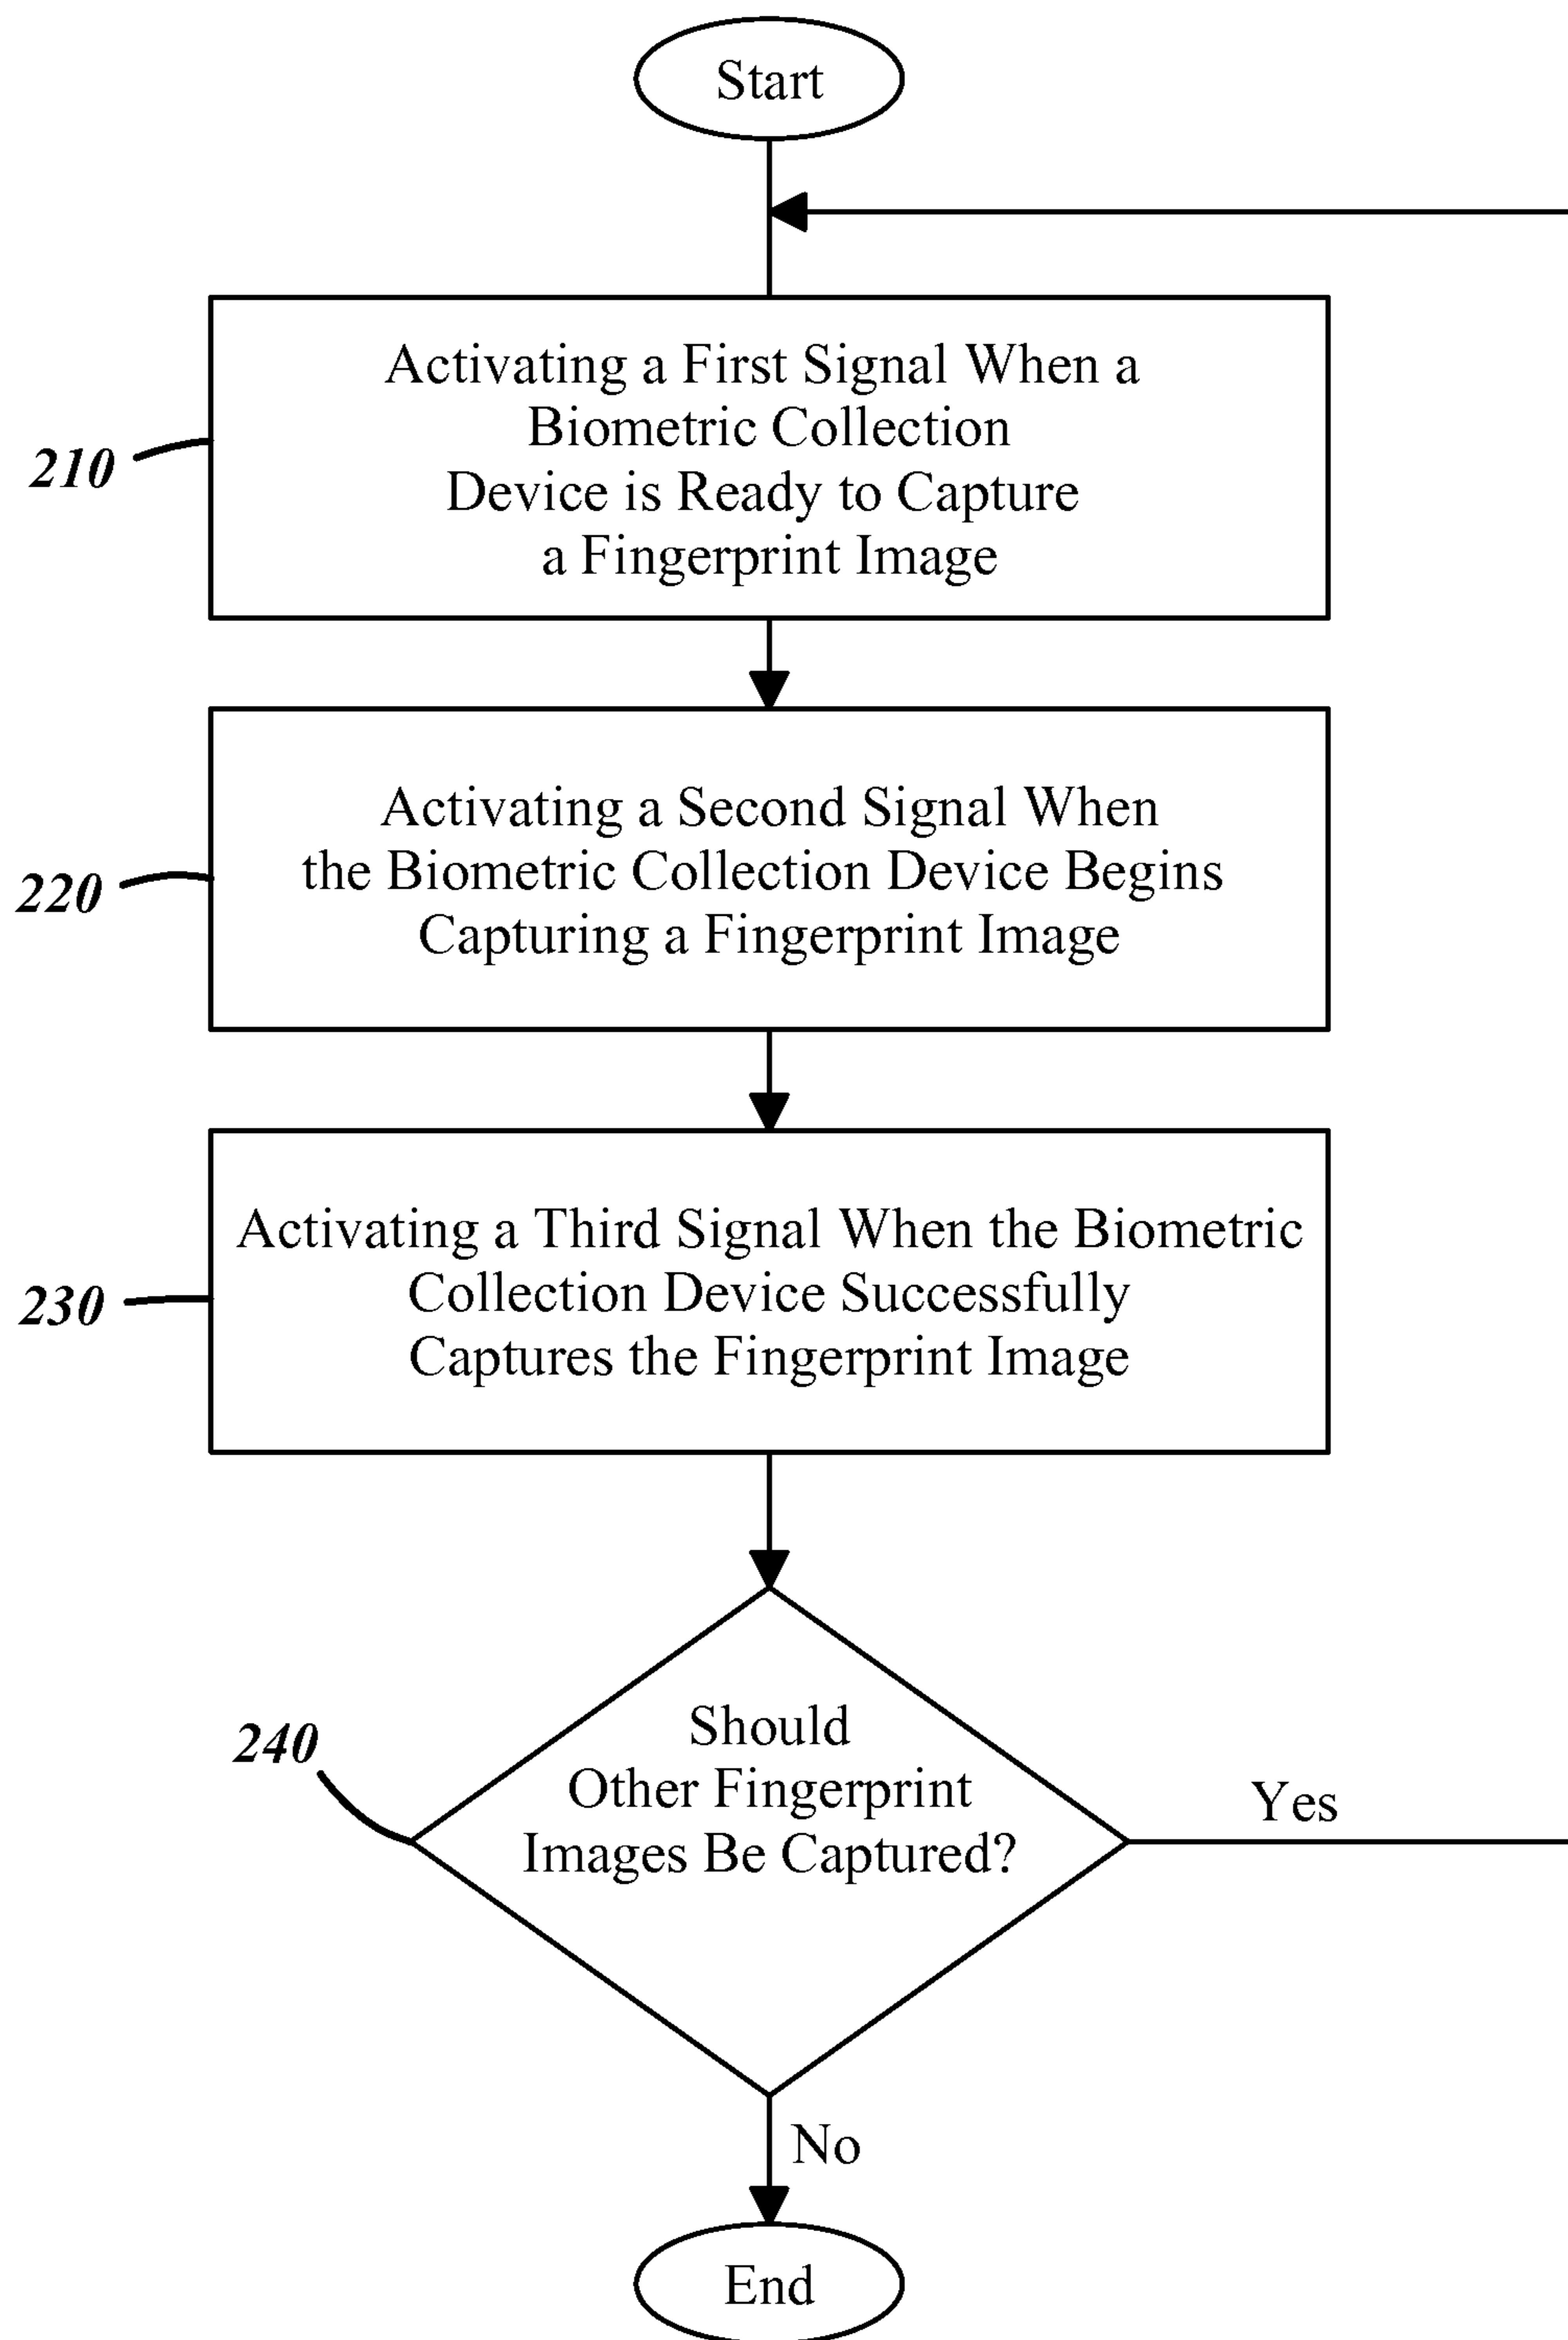 Start
Activating a First Signal When a
Biometric Collection
Device is Ready to Capture
a Fingerprint Image
210
Activating a Second Signal When
the Biometric Collection Device Begins
Capturing a Fingerprint Image
220
Activating a Third Signal When the Biometric
Collection Device Successfully
Captures the Fingerprint Image
230
Should
Other Fingerprint
Images Be Captured?
240
Yes
No
End